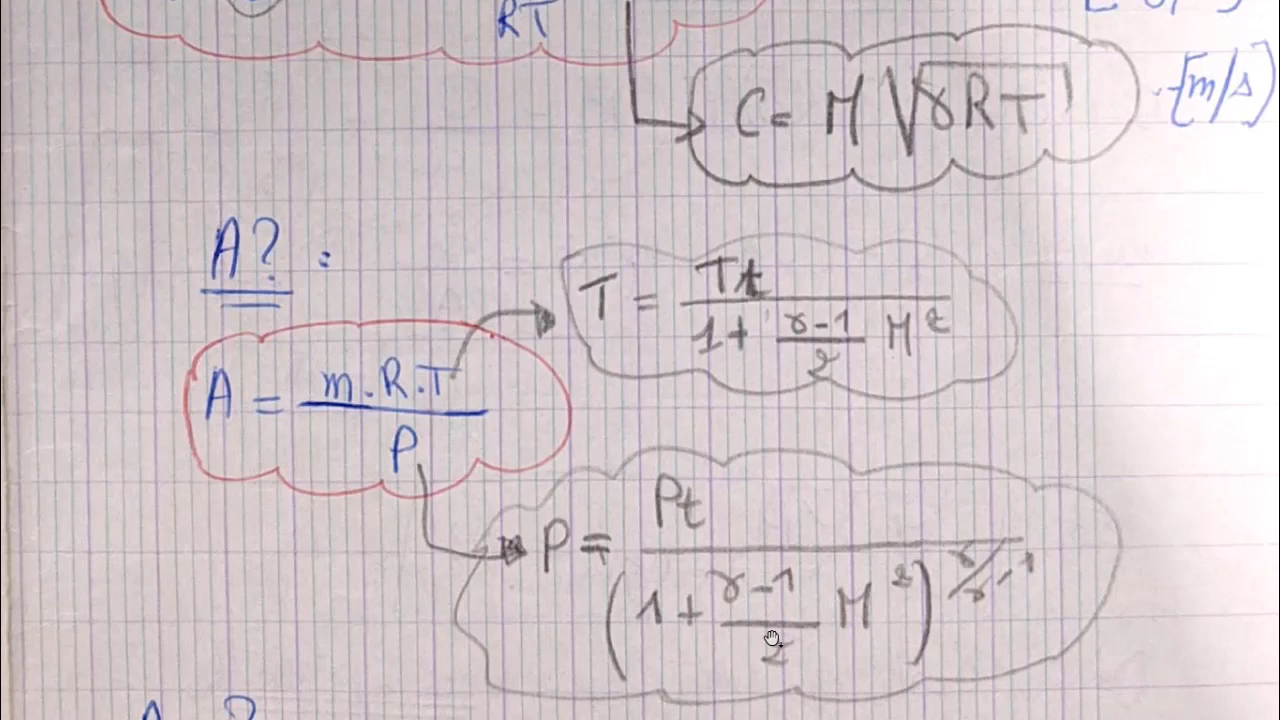 RT
C = M √γRT [m/s]
A? :
T = Tt / (1 + (γ-1)/2 M²)
A = m.R.T / P
P = Pt / (1 + (γ-1)/2 M²)^(γ/γ-1)